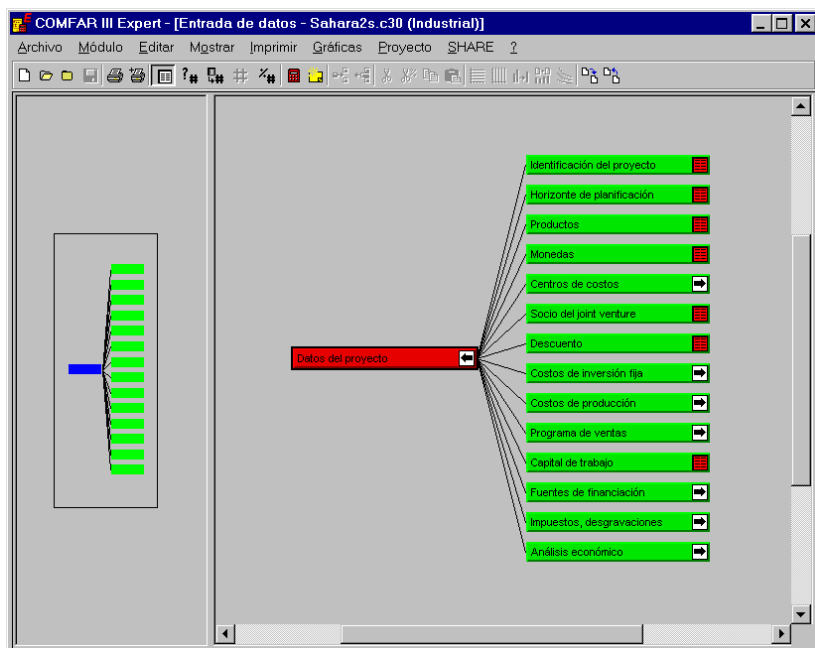 COMFAR III Expert - [Entrada de datos - Sahara2s.c30 (Industrial)]
Archivo Módulo Editar Mostrar Imprimir Gráficas Proyecto SHARE ?
Identificación del proyecto
Horizonte de planificación
Productos
Monedas
Centros de costos
Socio del joint venture
Descuento
Datos del proyecto
Costos de inversión fija
Costos de producción
Programa de ventas
Capital de trabajo
Fuentes de financiación
Impuestos, desgravaciones
Análisis económico